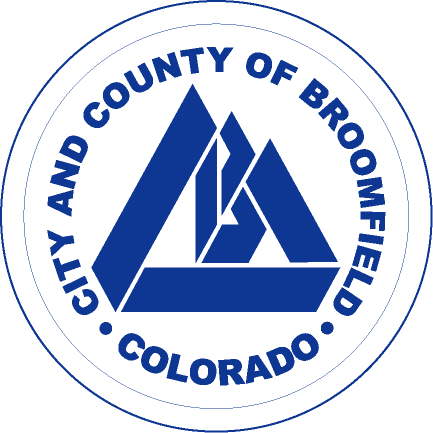 CITY AND COUNTY OF BROOMFIELD
• COLORADO •
B